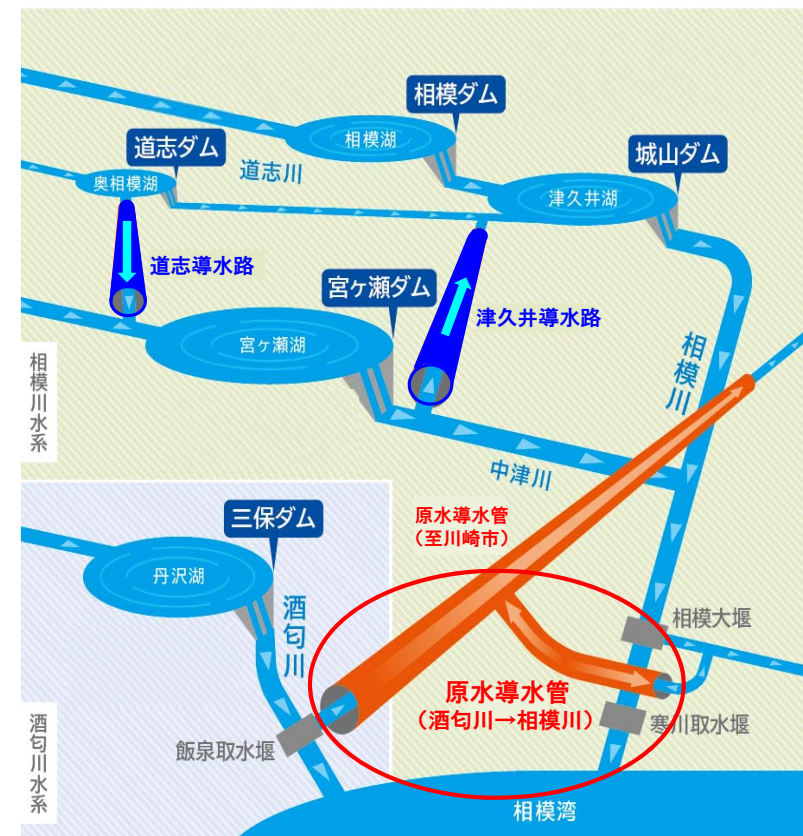 相模ダム
相模湖
道志ダム
道志川
城山ダム
奥相模湖
津久井湖
道志導水路
宮ヶ瀬ダム
津久井導水路
宮ヶ瀬湖
相模川
相模川水系
中津川
三保ダム
原水導水管
（至川崎市）
丹沢湖
酒匂川
相模大堰
原水導水管
（酒匂川→相模川）
寒川取水堰
飯泉取水堰
酒匂川水系
相模湾